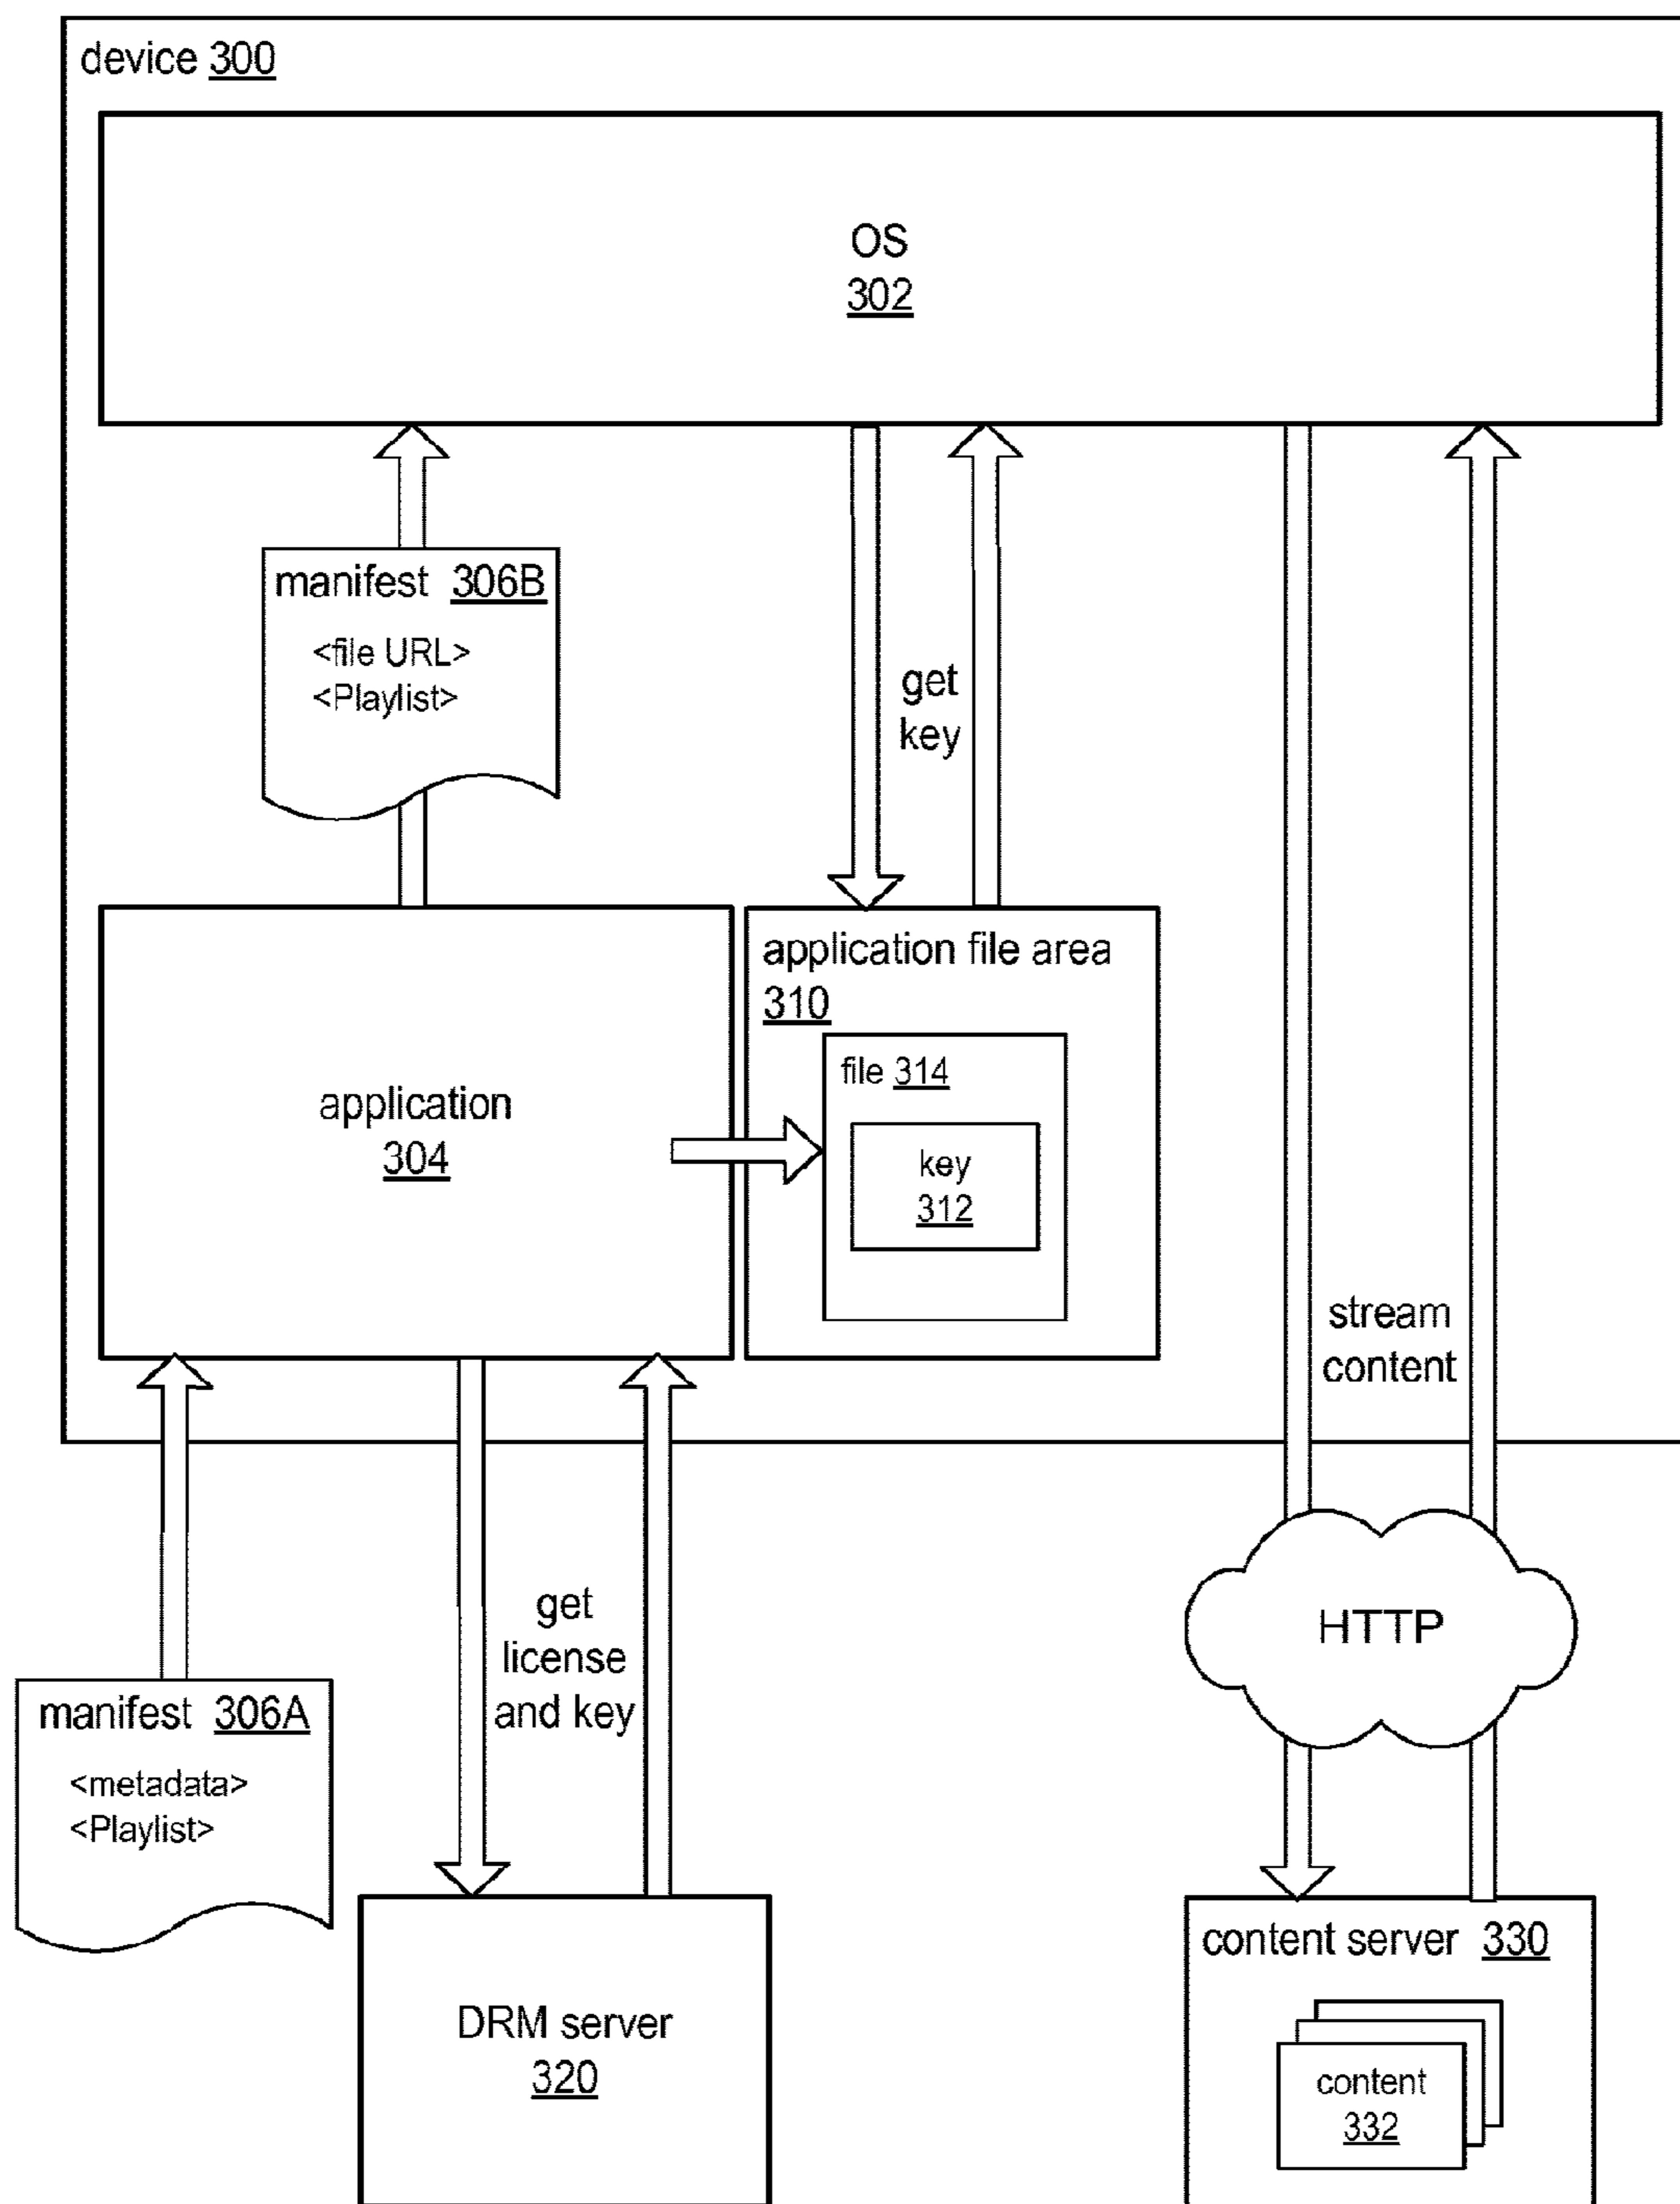 device 300
OS
302
manifest 306B
<file URL>
<Playlist>
get
key
application file area
310
file 314
key
312
application
304
stream
content
HTTP
get
license
and key
manifest 306A
<metadata>
<Playlist>
DRM server
320
content server 330
content
332